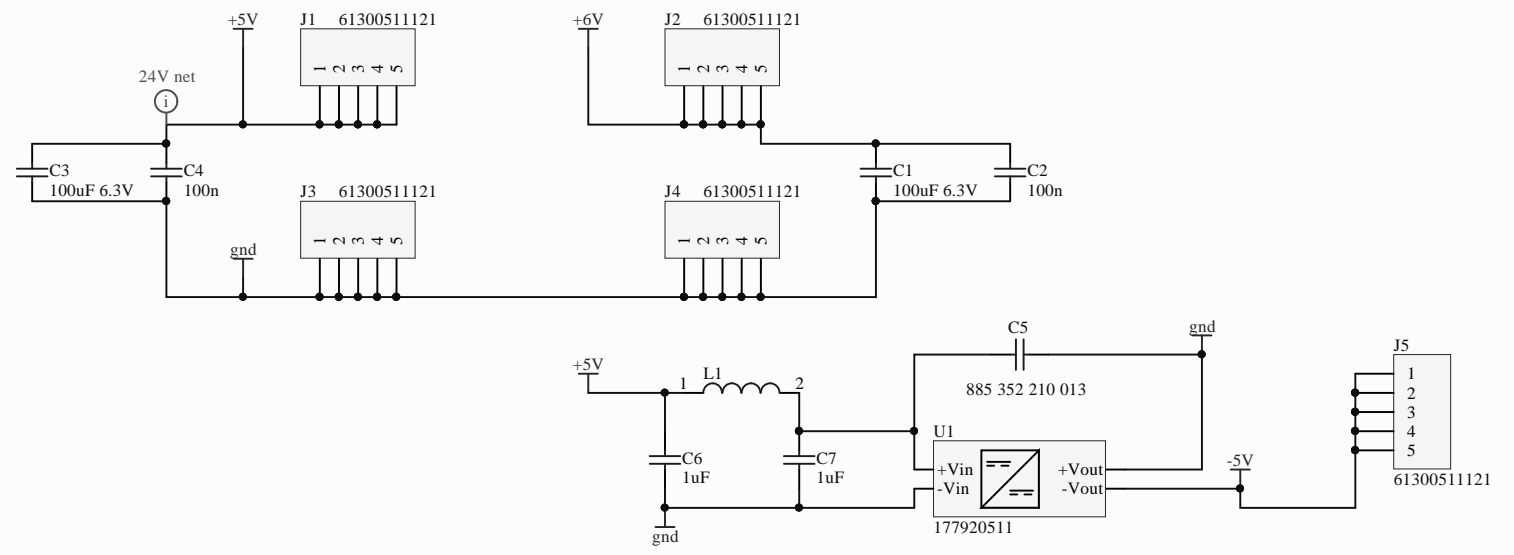 +5V
J1 61300511121
+6V
J2 61300511121
1 2 3 4 5
1 2 3 4 5
24V net
i
C3
100uF 6.3V
C4
100n
C1
100uF 6.3V
C2
100n
J3 61300511121
J4 61300511121
1 2 3 4 5
1 2 3 4 5
gnd
C5
gnd
885 352 210 013
J5
1
2
3
4
5
61300511121
+5V
1 L1 2
C6
1uF
C7
1uF
U1
+Vin +Vout
-Vin -Vout
177920511
-5V
gnd